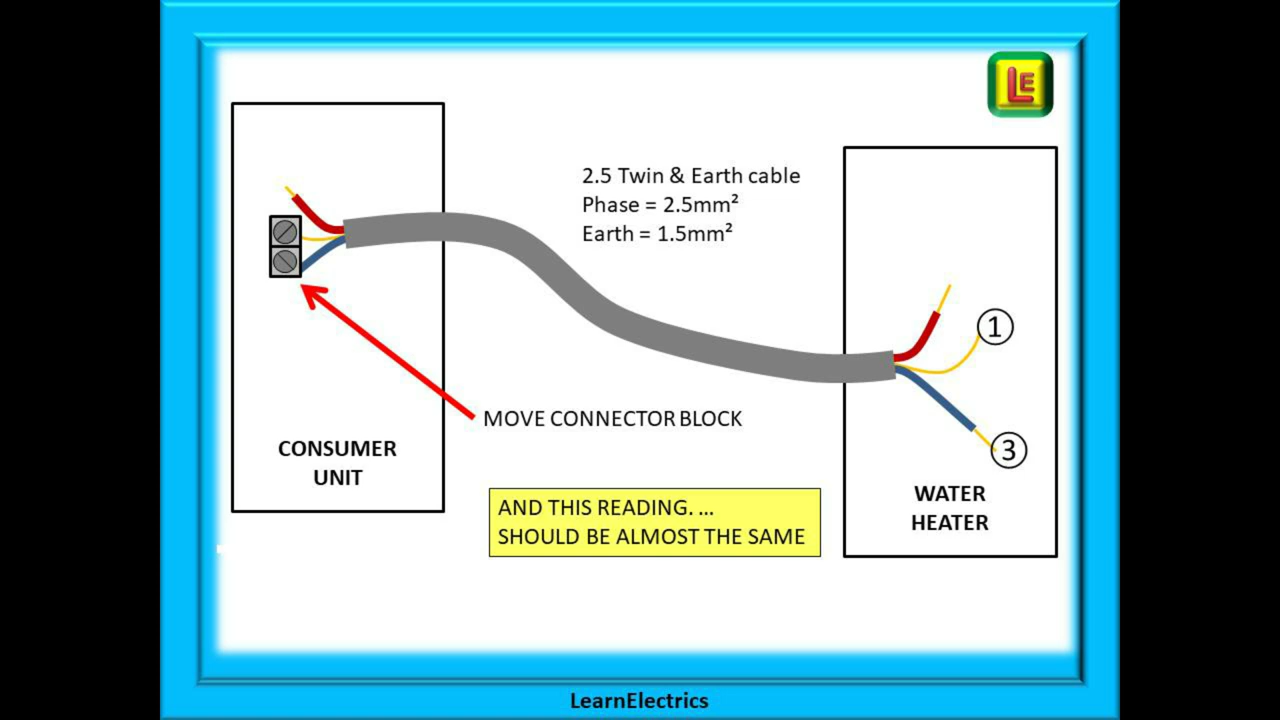 LE
2.5 Twin & Earth cable
Phase = 2.5mm²
Earth = 1.5mm²
1
MOVE CONNECTOR BLOCK
3
CONSUMER
UNIT
WATER
HEATER
AND THIS READING. ...
SHOULD BE ALMOST THE SAME
LearnElectrics